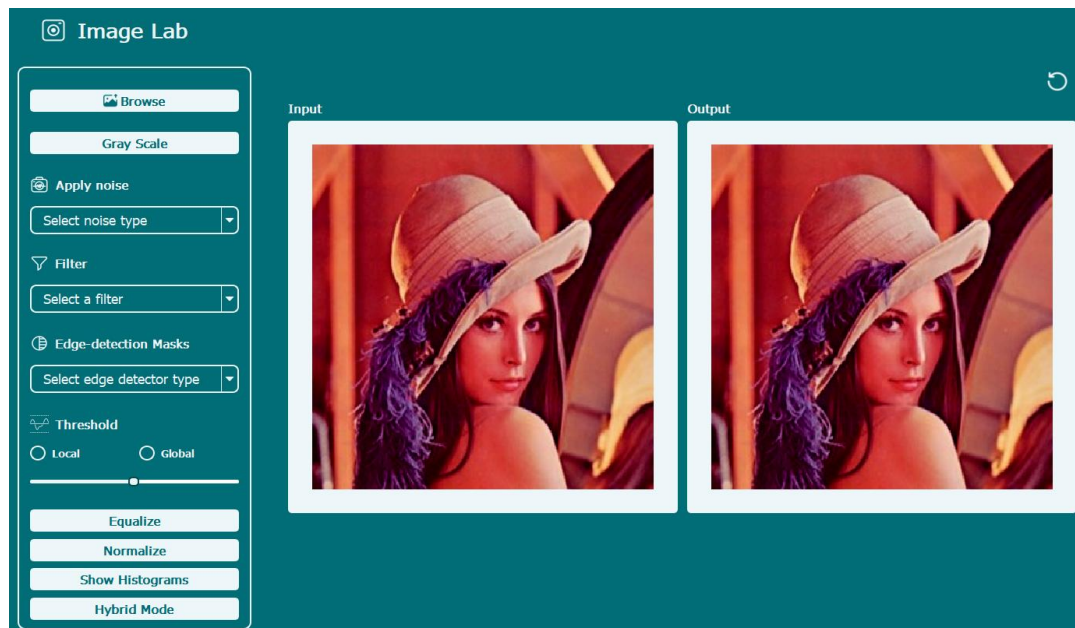 Image Lab
Browse
Gray Scale
Apply noise
Select noise type
Filter
Select a filter
Edge-detection Masks
Select edge detector type
Threshold
Local Global
Equalize
Normalize
Show Histograms
Hybrid Mode
Input Output